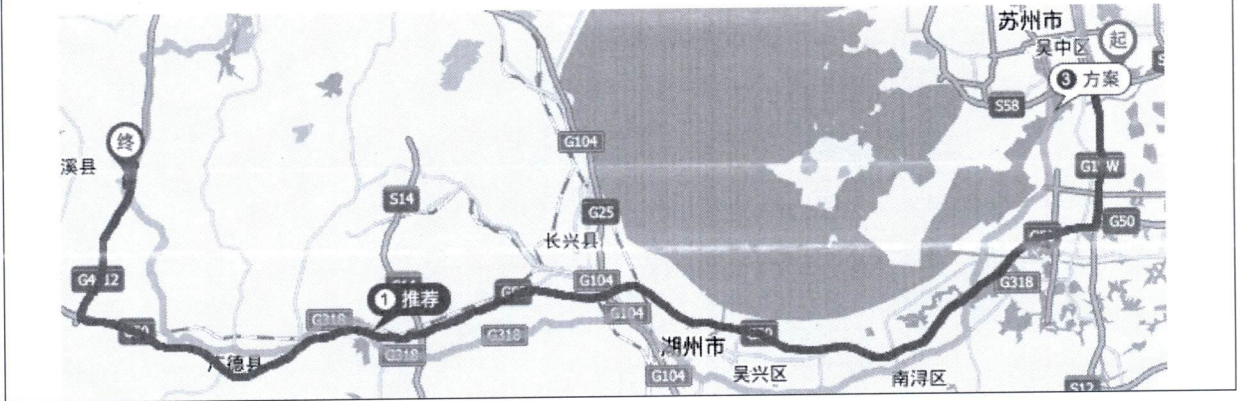 苏州市
起
吴中区
3 方案
S58
G104
终
溪县
S14
G25
G50
长兴县
G104
1 推荐
G318
G318
G104
G318
G318
湖州市
G104
吴兴区
南浔区
S12